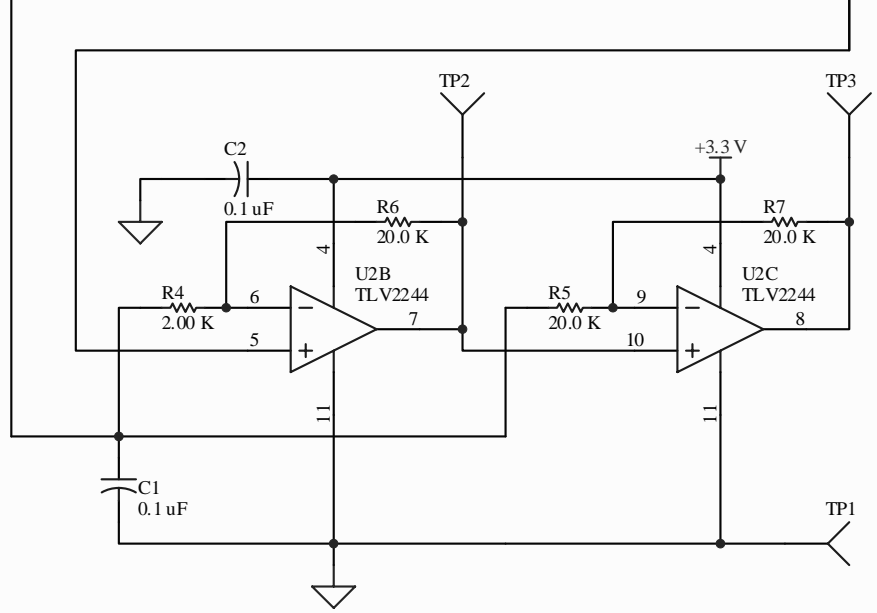 TP2
TP3
C2
+3.3 V
0.1 uF
R6
R7
20.0 K
20.0 K
4
4
U2B
U2C
TLV2244
TLV2244
R4
6
R5
9
2.00 K
7
20.0 K
8
5
10
11
11
C1
0.1 uF
TP1